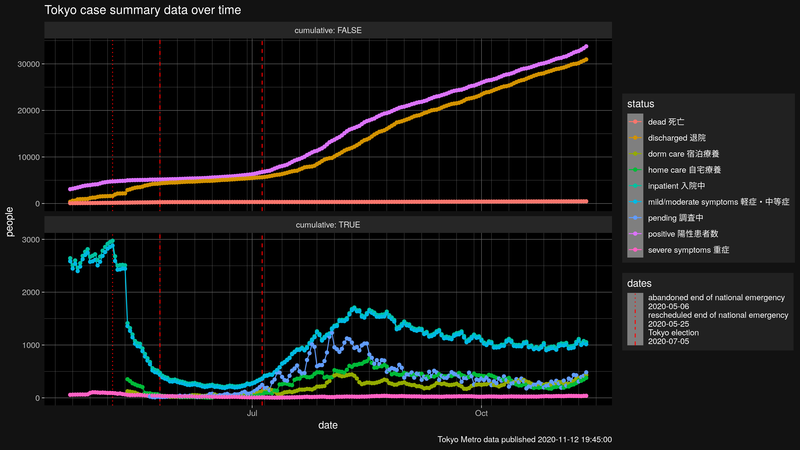 Tokyo case summary data over time
cumulative: FALSE
30000
20000
10000
0
cumulative: TRUE
3000
2000
1000
0
people
Jul
Oct
date
status
dead 死亡
discharged 退院
dorm care 宿泊療養
home care 自宅療養
inpatient 入院中
mild/moderate symptoms 軽症・中等症
pending 調査中
positive 陽性患者数
severe symptoms 重症
dates
abandoned end of national emergency
2020-05-06
rescheduled end of national emergency
2020-05-25
Tokyo election
2020-07-05
Tokyo Metro data published 2020-11-12 19:45:00